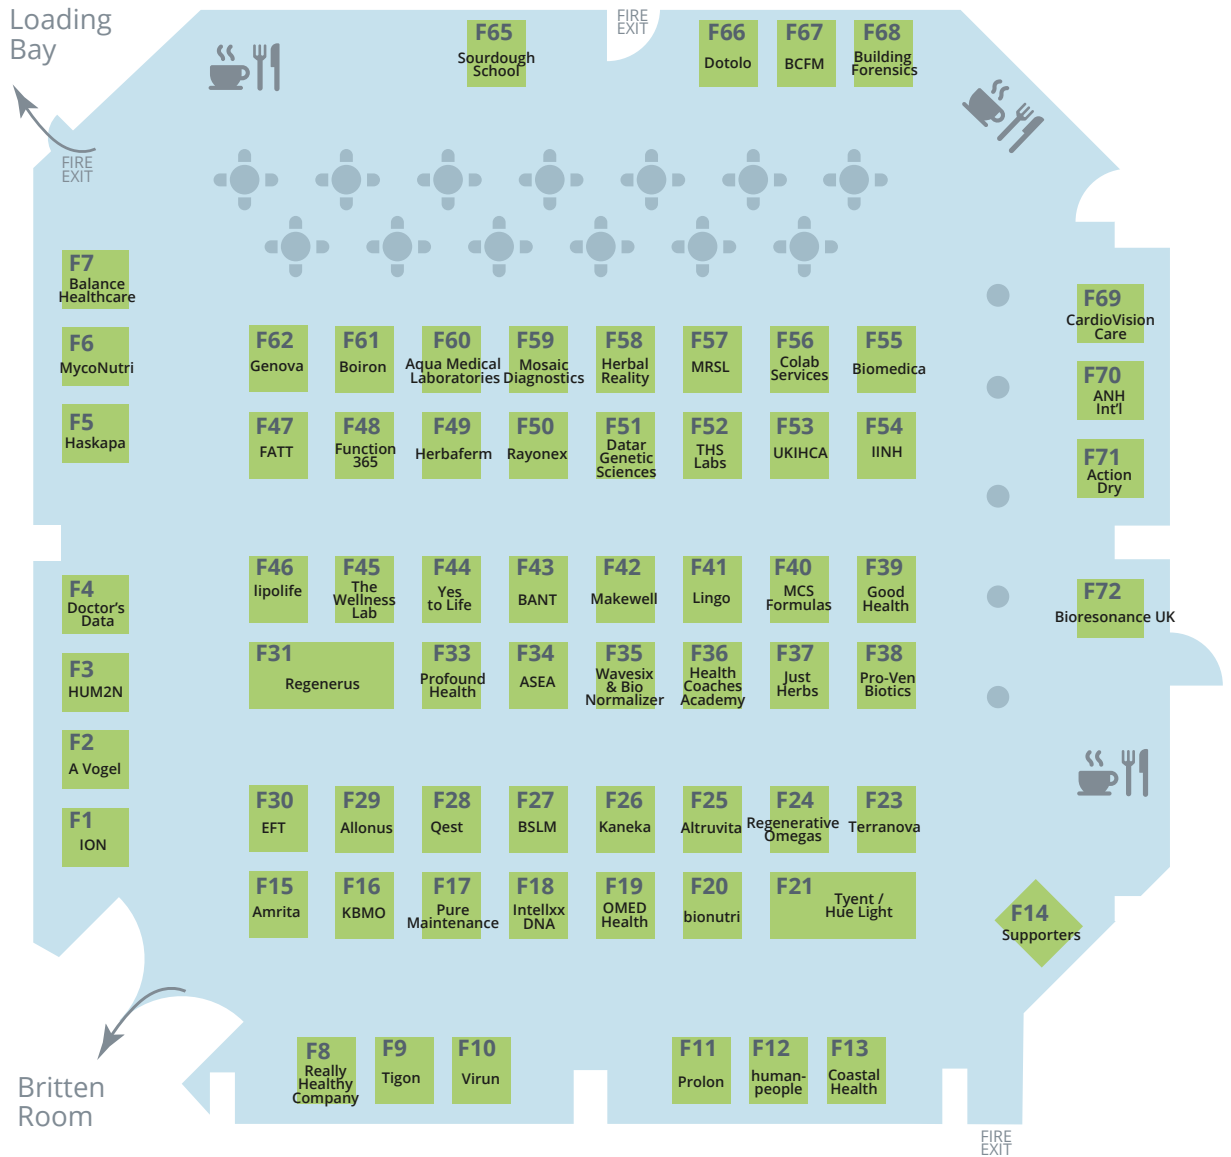 Loading
Bay
FIRE
EXIT
F65
Sourdough
School
FIRE
EXIT
F66
Dotolo
F67
BCFM
F68
Building
Forensics
F7
Balance
Healthcare
F6
MycoNutri
F5
Haskapa
F62
Genova
F61
Boiron
F60
Aqua Medical
Laboratories
F59
Mosaic
Diagnostics
F58
Herbal
Reality
F57
MRSL
F56
Colab
Services
F55
Biomedica
F69
CardioVision
Care
F70
ANH
Int'l
F71
Action
Dry
F47
FATT
F48
Function
365
F49
Herbaferm
F50
Rayonex
F51
Datar
Genetic
Sciences
F52
THS
Labs
F53
UKIHCA
F54
IINH
F4
Doctor's
Data
F3
HUM2N
F2
A Vogel
F1
ION
F46
lipolife
F45
The
Wellness
Lab
F44
Yes
to Life
F43
BANT
F42
Makewell
F41
Lingo
F40
MCS
Formulas
F39
Good
Health
F72
Bioresonance UK
F31
Regenerus
F33
Profound
Health
F34
ASEA
F35
Wavesix
& Bio
Normalizer
F36
Health
Coaches
Academy
F37
Just
Herbs
F38
Pro-Ven
Biotics
F30
EFT
F29
Allonus
F28
Qest
F27
BSLM
F26
Kaneka
F25
Altruvita
F24
Regenerative
Omegas
F23
Terranova
F15
Amrita
F16
KBMO
F17
Pure
Maintenance
F18
Intellxx
DNA
F19
OMED
Health
F20
bionutri
F21
Tyent /
Hue Light
F14
Supporters
Britten
Room
F8
Really
Healthy
Company
F9
Tigon
F10
Virun
F11
Prolon
F12
human-
people
F13
Coastal
Health
FIRE
EXIT